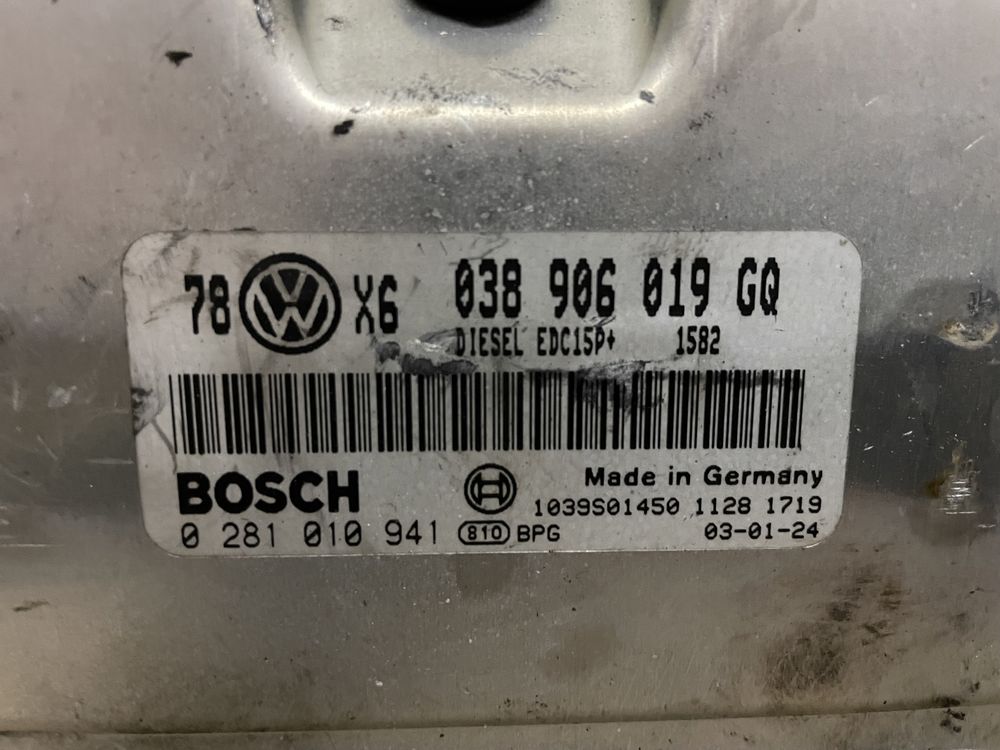 78 VW X6 038 906 019 GQ
DIESEL EDC15P+ 1582
BOSCH Made in Germany
1039S01450 1128 1719
0 281 010 941 810 BPG 03-01-24